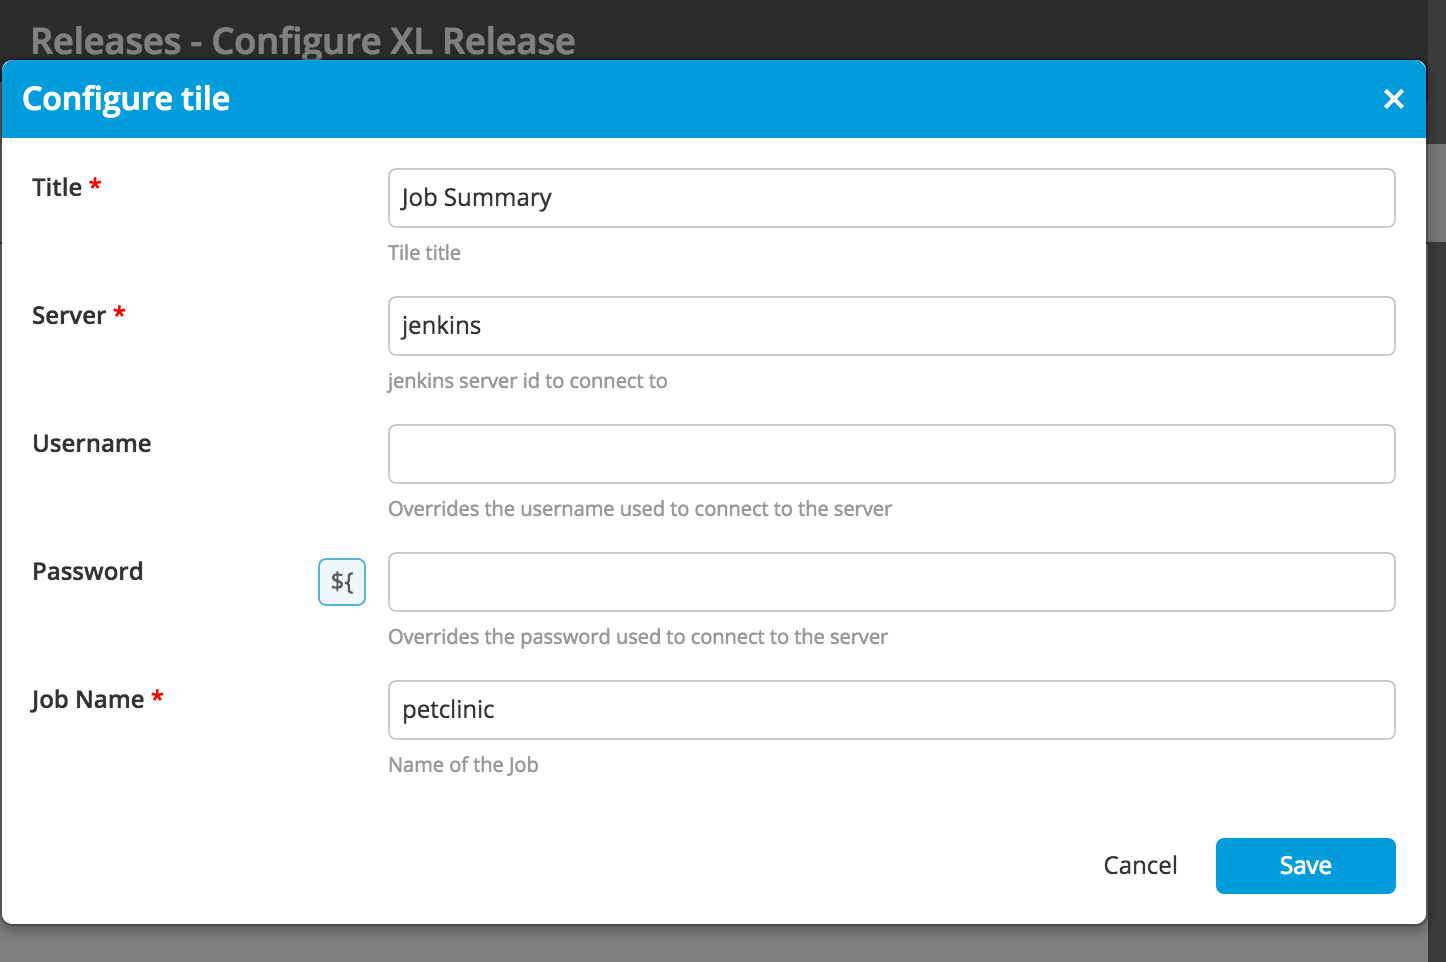 Releases - Configure XL Release
Configure tile
Title *
Job Summary
Tile title
Server *
jenkins
jenkins server id to connect to
Username
Overrides the username used to connect to the server
Password
${
Overrides the password used to connect to the server
Job Name *
petclinic
Name of the Job
Cancel
Save